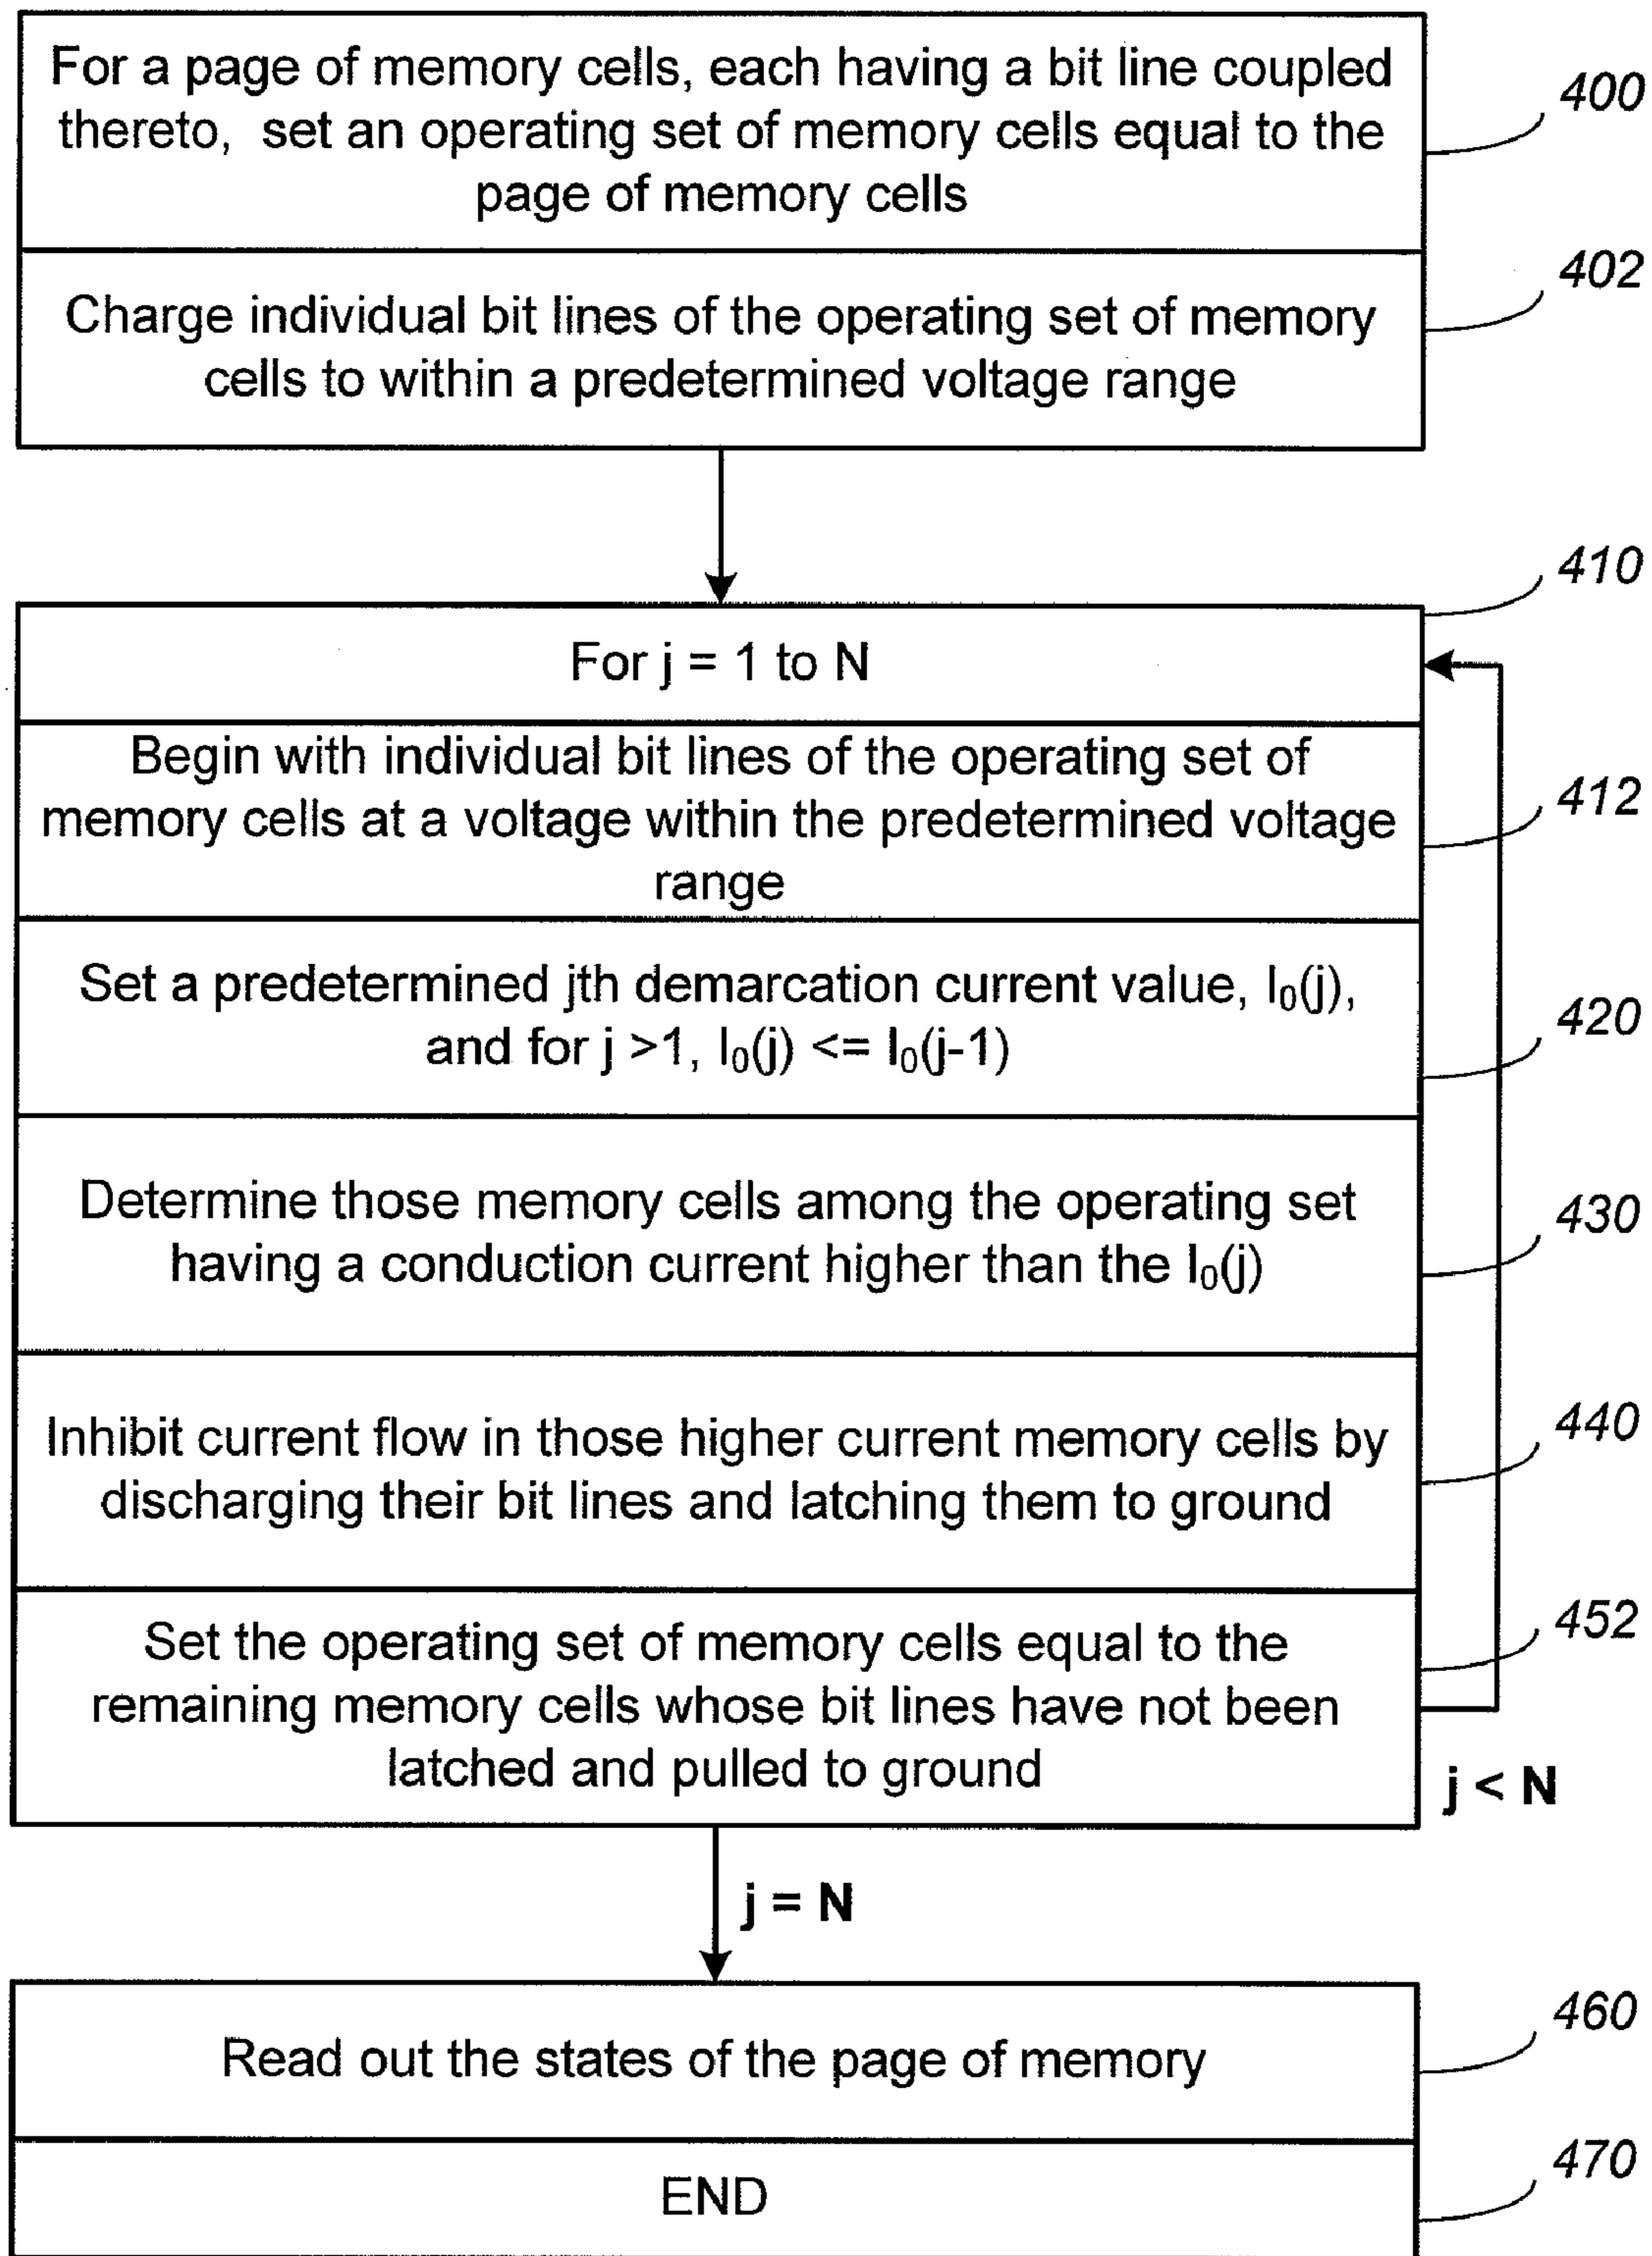 For a page of memory cells, each having a bit line coupled
thereto, set an operating set of memory cells equal to the
page of memory cells
400
Charge individual bit lines of the operating set of memory
cells to within a predetermined voltage range
402
410
For j = 1 to N
Begin with individual bit lines of the operating set of
memory cells at a voltage within the predetermined voltage
range
412
Set a predetermined jth demarcation current value, I₀(j),
and for j >1, I₀(j) <= I₀(j-1)
420
Determine those memory cells among the operating set
having a conduction current higher than the I₀(j)
430
Inhibit current flow in those higher current memory cells by
discharging their bit lines and latching them to ground
440
Set the operating set of memory cells equal to the
remaining memory cells whose bit lines have not been
latched and pulled to ground
452
j < N
j = N
Read out the states of the page of memory
460
END
470